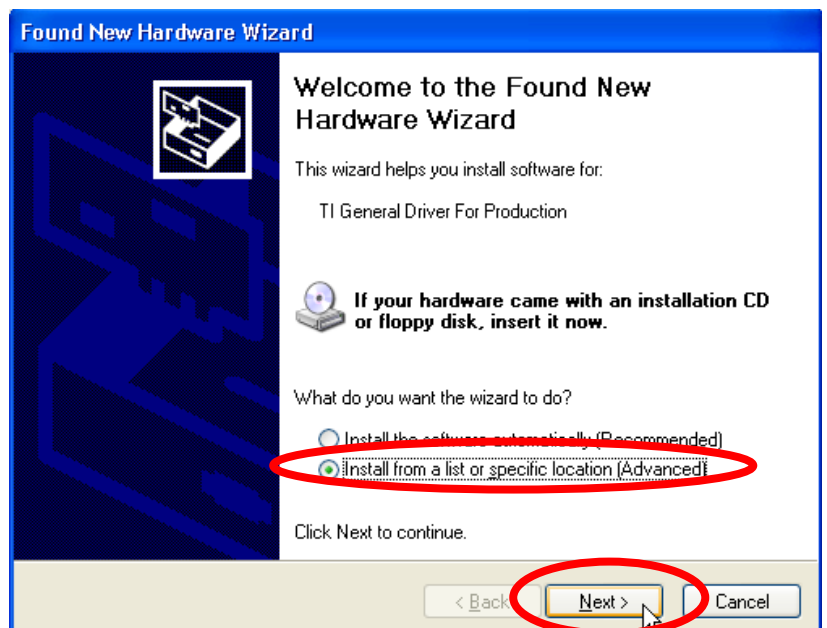 Found New Hardware Wizard
Welcome to the Found New
Hardware Wizard
This wizard helps you install software for:
TI General Driver For Production
If your hardware came with an installation CD
or floppy disk, insert it now.
What do you want the wizard to do?
Install the software automatically (Recommended)
Install from a list or specific location (Advanced)
Click Next to continue.
< Back
Next >
Cancel